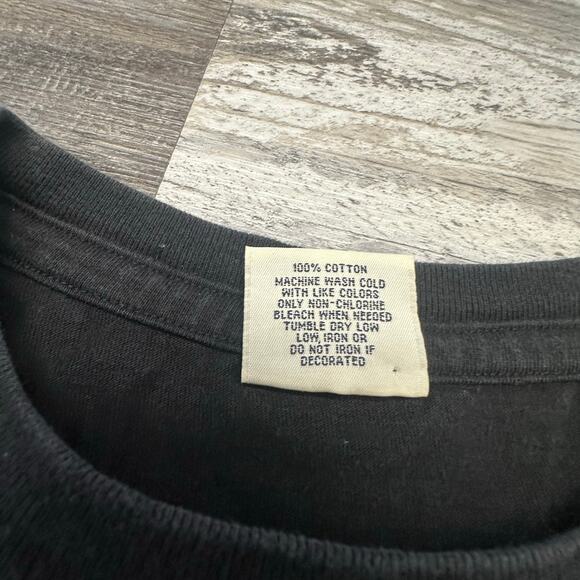 100% COTTON
MACHINE WASH COLD
WITH LIKE COLORS
ONLY NON-CHLORINE
BLEACH WHEN NEEDED
TUMBLE DRY LOW
LOW, IRON OR
DO NOT IRON IF
DECORATED